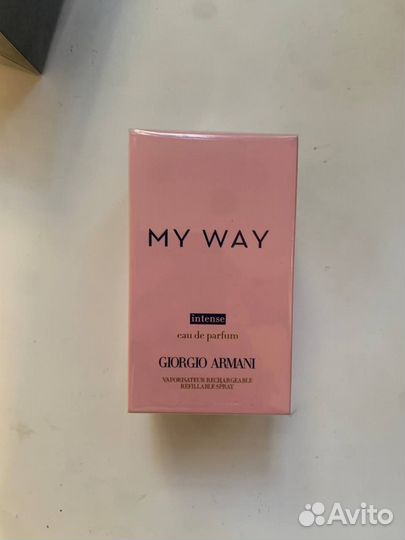 MY WAY
intense
eau de parfum
GIORGIO ARMANI
VAPORISATEUR RECHARGEABLE
REFILLABLE SPRAY
Avito